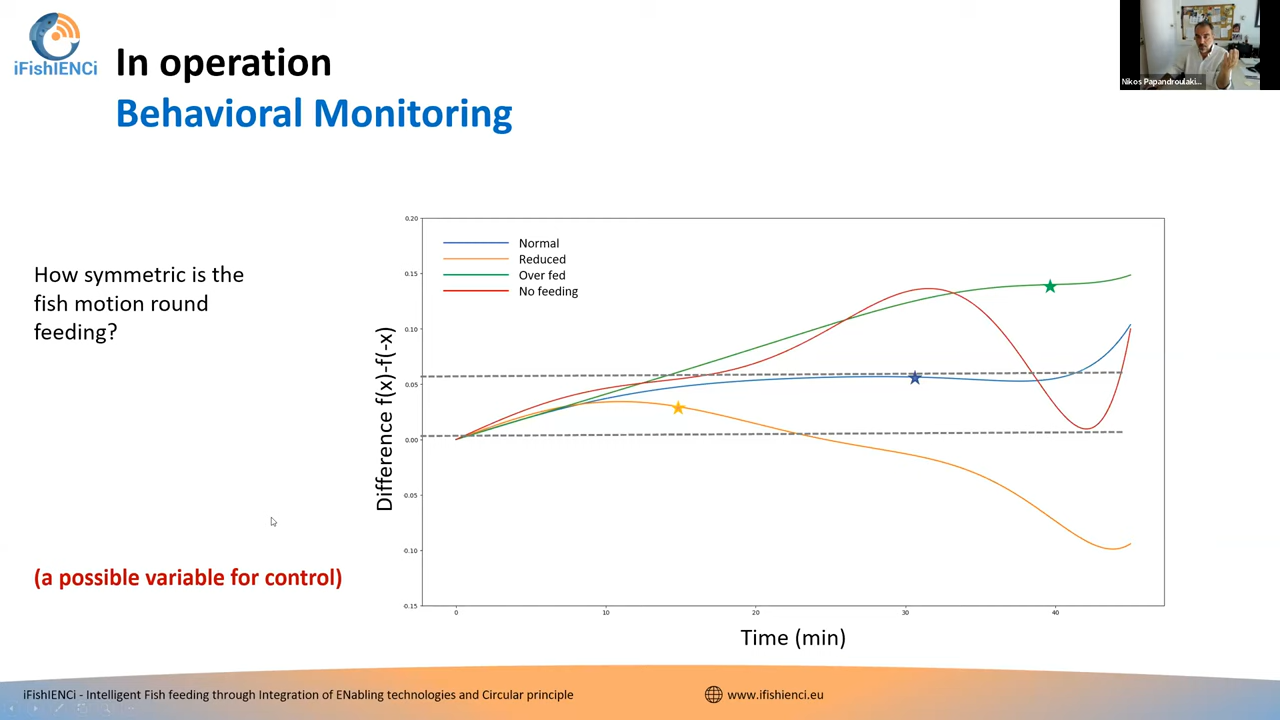 iFishIENCi
In operation
Behavioral Monitoring
Nikos Papandroulaki...
How symmetric is the
fish motion round
feeding?
(a possible variable for control)
Difference f(x)-f(-x)
0.20
0.15
0.10
0.05
0.00
0.05
0.10
0.15
Normal
Reduced
Over fed
No feeding
0
10
20
30
40
Time (min)
iFishIENCi - Intelligent Fish feeding through Integration of ENabling technologies and Circular principle
www.ifishienci.eu